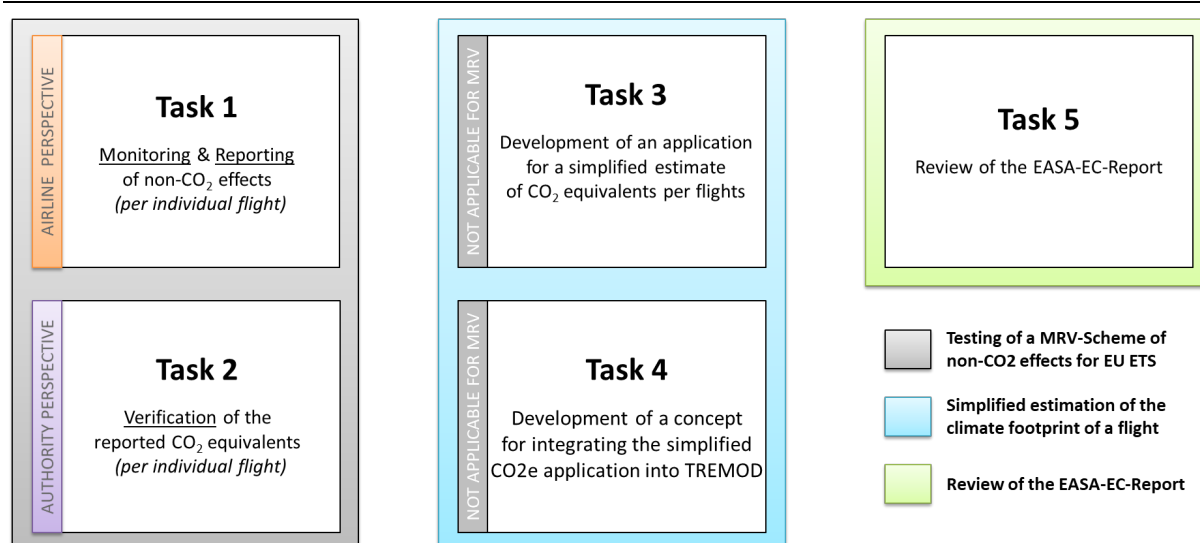 AIRLINE PERSPECTIVE
Task 1
Monitoring & Reporting
of non-CO₂ effects
(per individual flight)
AUTHORITY PERSPECTIVE
Task 2
Verification of the
reported CO₂ equivalents
(per individual flight)
NOT APPLICABLE FOR MRV
Task 3
Development of an application
for a simplified estimate
of CO₂ equivalents per flights
NOT APPLICABLE FOR MRV
Task 4
Development of a concept
for integrating the simplified
CO2e application into TREMOD
Task 5
Review of the EASA-EC-Report
Testing of a MRV-Scheme of
non-CO2 effects for EU ETS
Simplified estimation of the
climate footprint of a flight
Review of the EASA-EC-Report